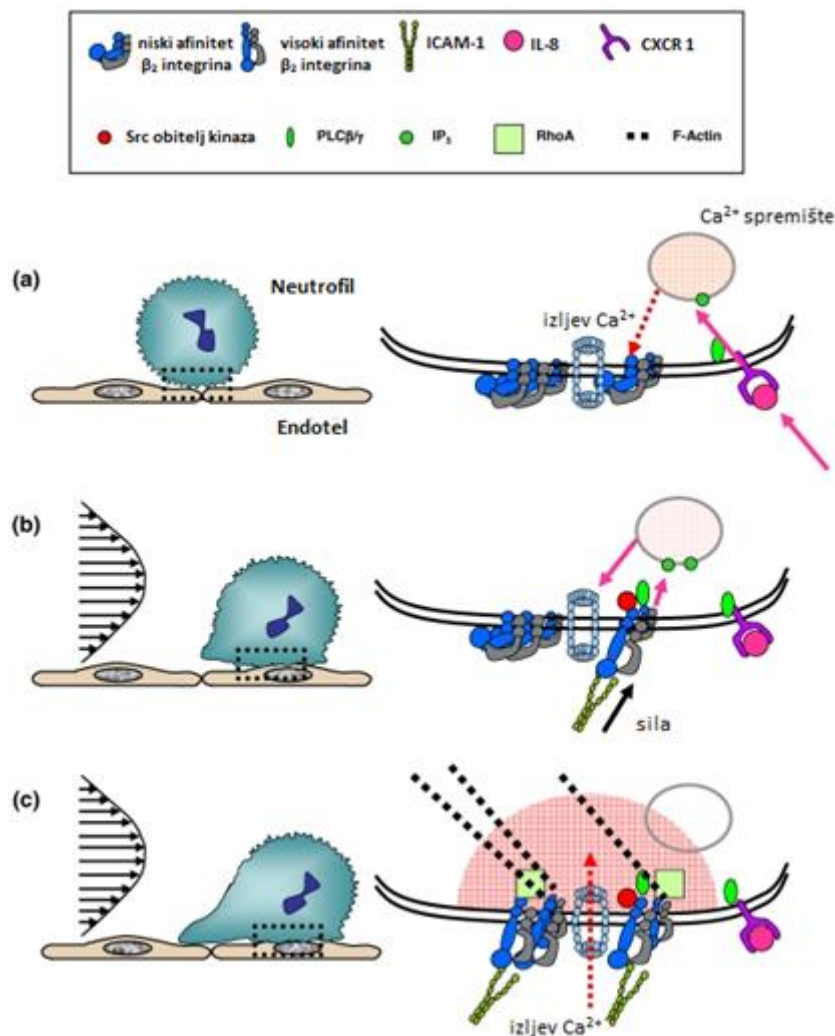 niski afinitet
β₂ integrina
visoki afinitet
β₂ integrina
ICAM-1
IL-8
CXCR 1
Src obitelj kinaza
PLCβ/γ
IP₃
RhoA
F-Actin
Ca²⁺ spremište
(a)
Neutrofil
izljev Ca²⁺
Endotel
(b)
sila
(c)
izljev Ca²⁺